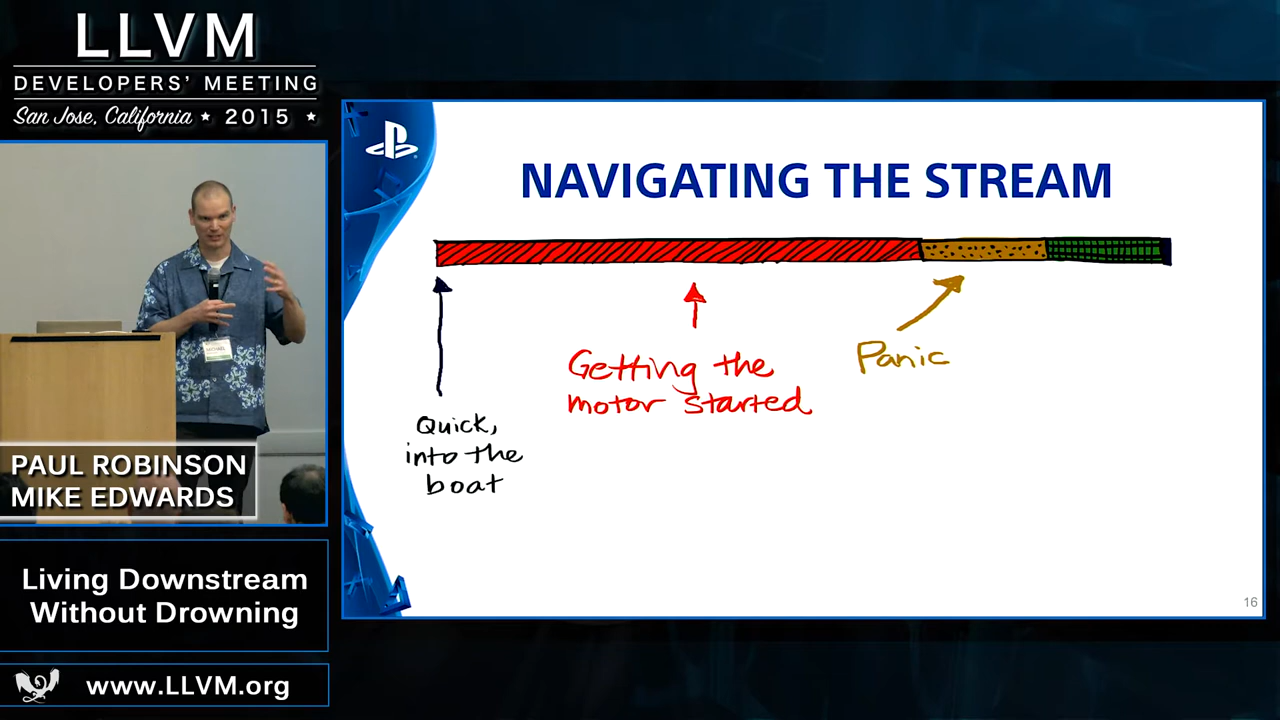 LLVM
DEVELOPERS' MEETING
San Jose, California ★ 2015 ★
NAVIGATING THE STREAM
Getting the
motor started
Panic
Quick,
into the
boat
MICHAEL
PAUL ROBINSON
MIKE EDWARDS
Living Downstream
Without Drowning
www.LLVM.org
16